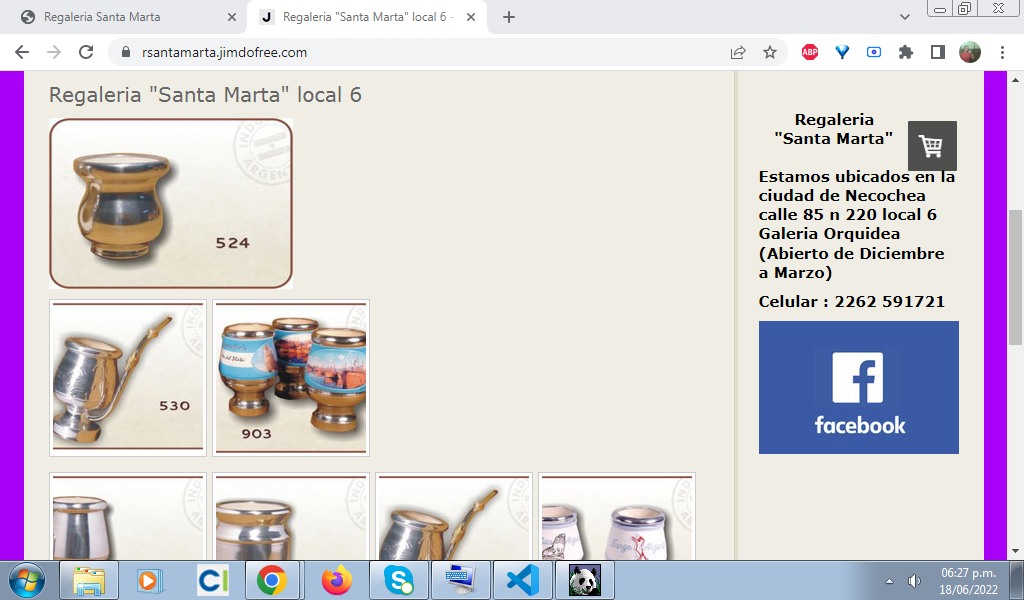 Regaleria Santa Marta
Regaleria "Santa Marta" local 6 -
rsantamarta.jimdofree.com
ABP
Regaleria "Santa Marta" local 6
524
530
903
Regaleria
"Santa Marta"
Estamos ubicados en la
ciudad de Necochea
calle 85 n 220 local 6
Galeria Orquidea
(Abierto de Diciembre
a Marzo)
Celular : 2262 591721
facebook
06:27 p.m.
18/06/2022